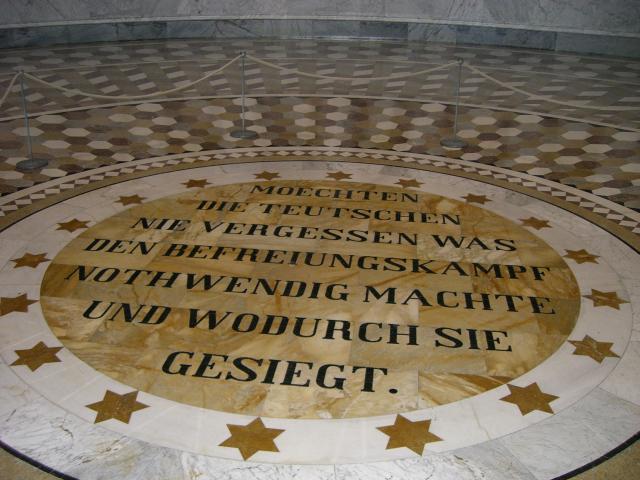 MOECHTEN
DIE TEUTSCHEN
NIE VERGESSEN WAS
DEN BEFREIUNGSKAMPF
NOTHWENDIG MACHTE
UND WODURCH SIE
GESIEGT.